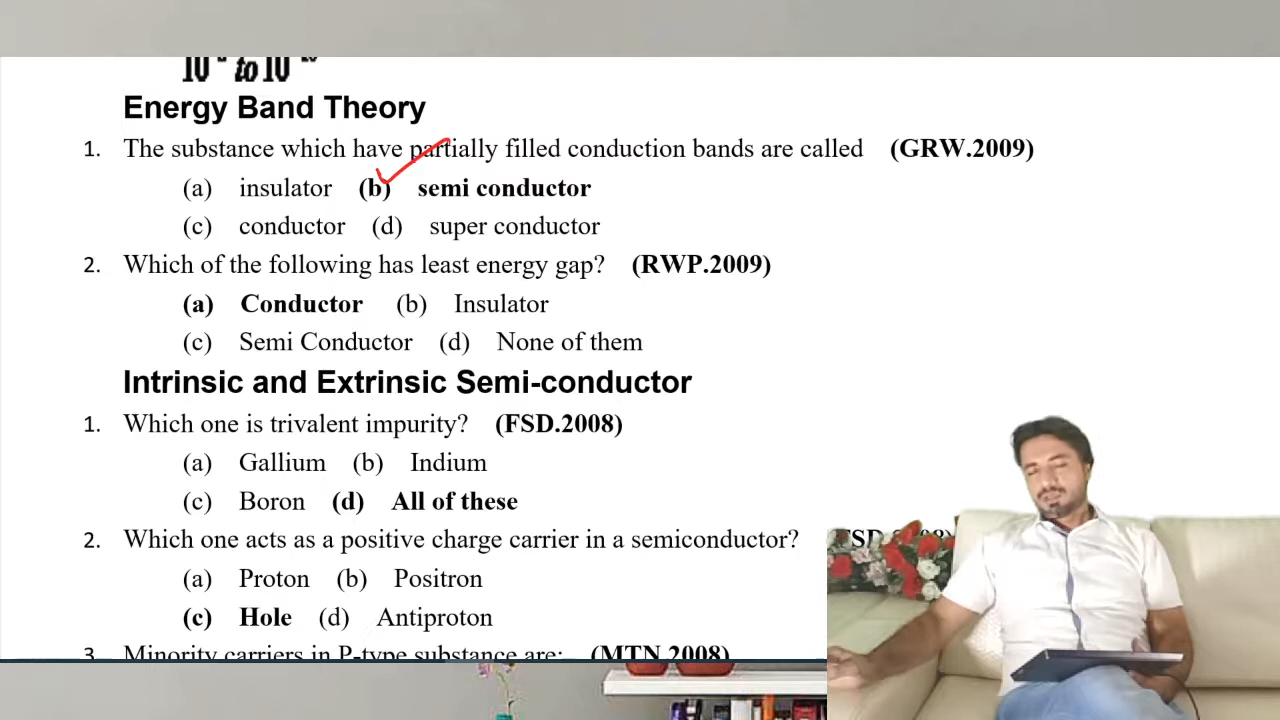 Energy Band Theory
1. The substance which have partially filled conduction bands are called (GRW.2009)
(a) insulator (b) semi conductor
(c) conductor (d) super conductor
2. Which of the following has least energy gap? (RWP.2009)
(a) Conductor (b) Insulator
(c) Semi Conductor (d) None of them
Intrinsic and Extrinsic Semi-conductor
1. Which one is trivalent impurity? (FSD.2008)
(a) Gallium (b) Indium
(c) Boron (d) All of these
2. Which one acts as a positive charge carrier in a semiconductor?
(a) Proton (b) Positron
(c) Hole (d) Antiproton
3. Minority carriers in P-type substance are: (MTN.2008)